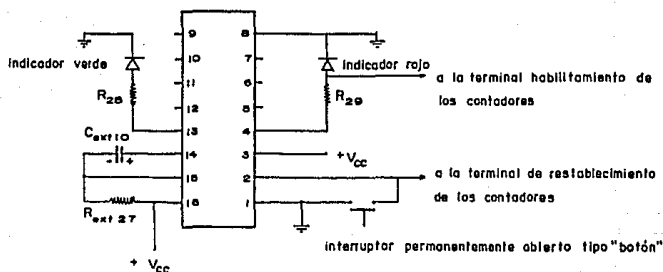 9 8
Indicador verde
10 7
Indicador rojo
11 6
a la terminal habilitamiento de
los contadores
R28
12 5
R29
13 4
Cext10
- +
14 3
+ Vcc
15 2
a la terminal de restablecimiento
de los contadores
Rext 27
16 1
interruptor permanentemente abierto tipo "botón"
+ Vcc